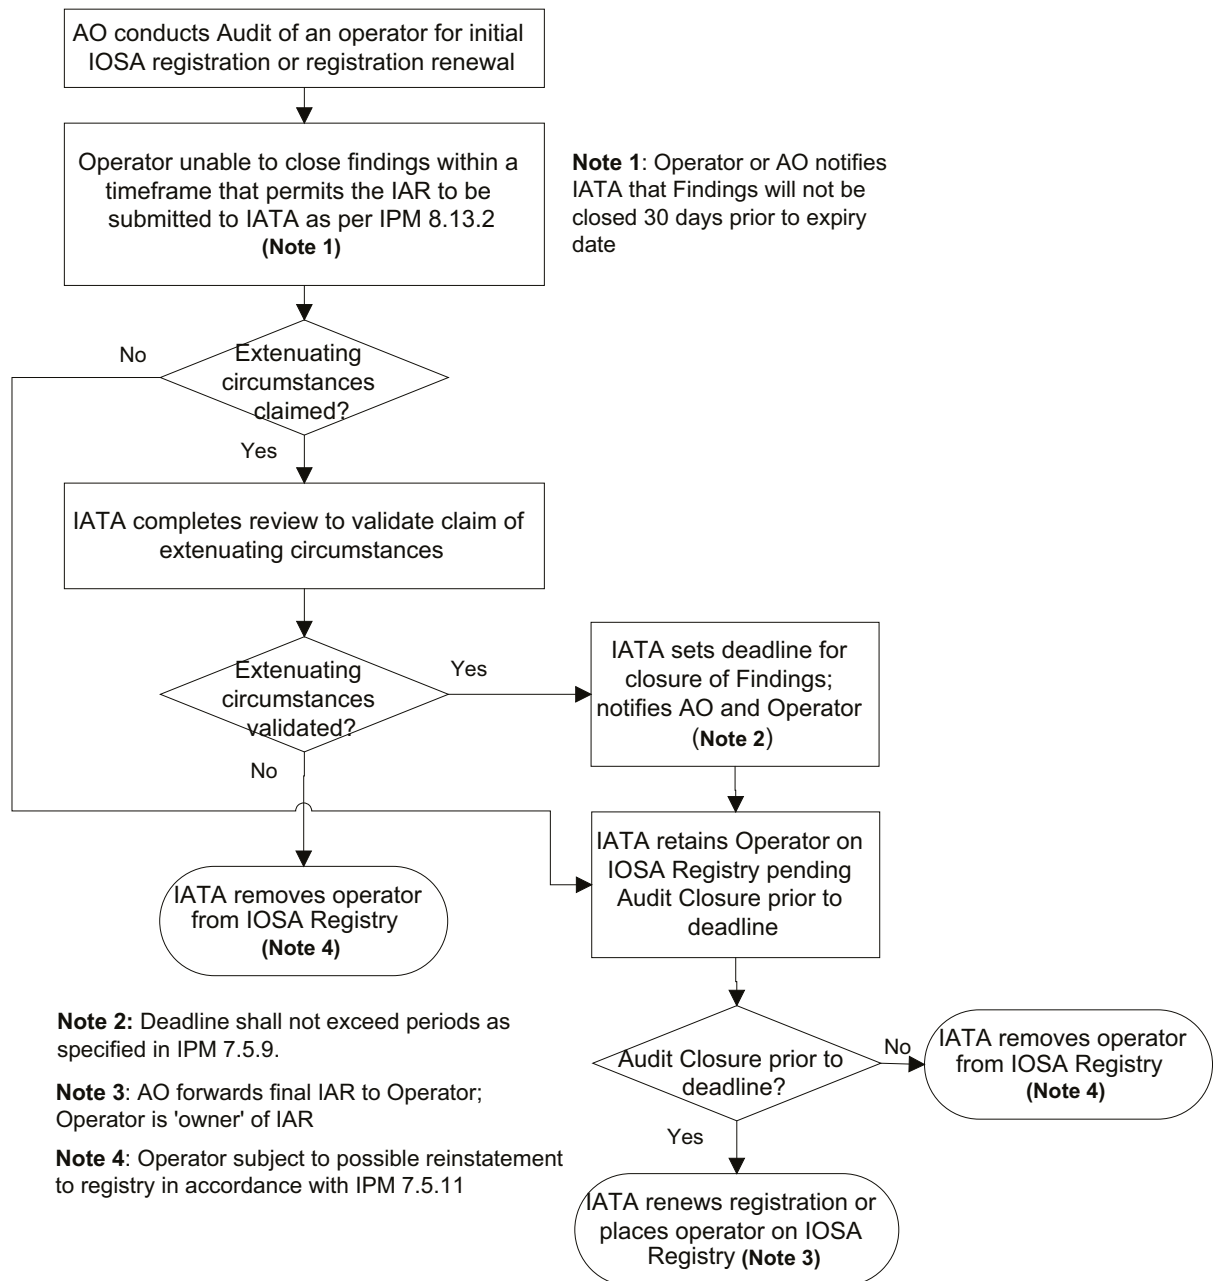 AO conducts Audit of an operator for initial
IOSA registration or registration renewal
Operator unable to close findings within a
timeframe that permits the IAR to be
submitted to IATA as per IPM 8.13.2
(Note 1)
Note 1: Operator or AO notifies
IATA that Findings will not be
closed 30 days prior to expiry
date
No
Extenuating
circumstances
claimed?
Yes
IATA completes review to validate claim of
extenuating circumstances
Extenuating
circumstances
validated?
Yes
No
IATA sets deadline for
closure of Findings;
notifies AO and Operator
(Note 2)
IATA retains Operator on
IOSA Registry pending
Audit Closure prior to
deadline
IATA removes operator
from IOSA Registry
(Note 4)
Audit Closure prior to
deadline?
No
IATA removes operator
from IOSA Registry
(Note 4)
Yes
IATA renews registration or
places operator on IOSA
Registry (Note 3)
Note 2: Deadline shall not exceed periods as
specified in IPM 7.5.9.
Note 3: AO forwards final IAR to Operator;
Operator is 'owner' of IAR
Note 4: Operator subject to possible reinstatement
to registry in accordance with IPM 7.5.11